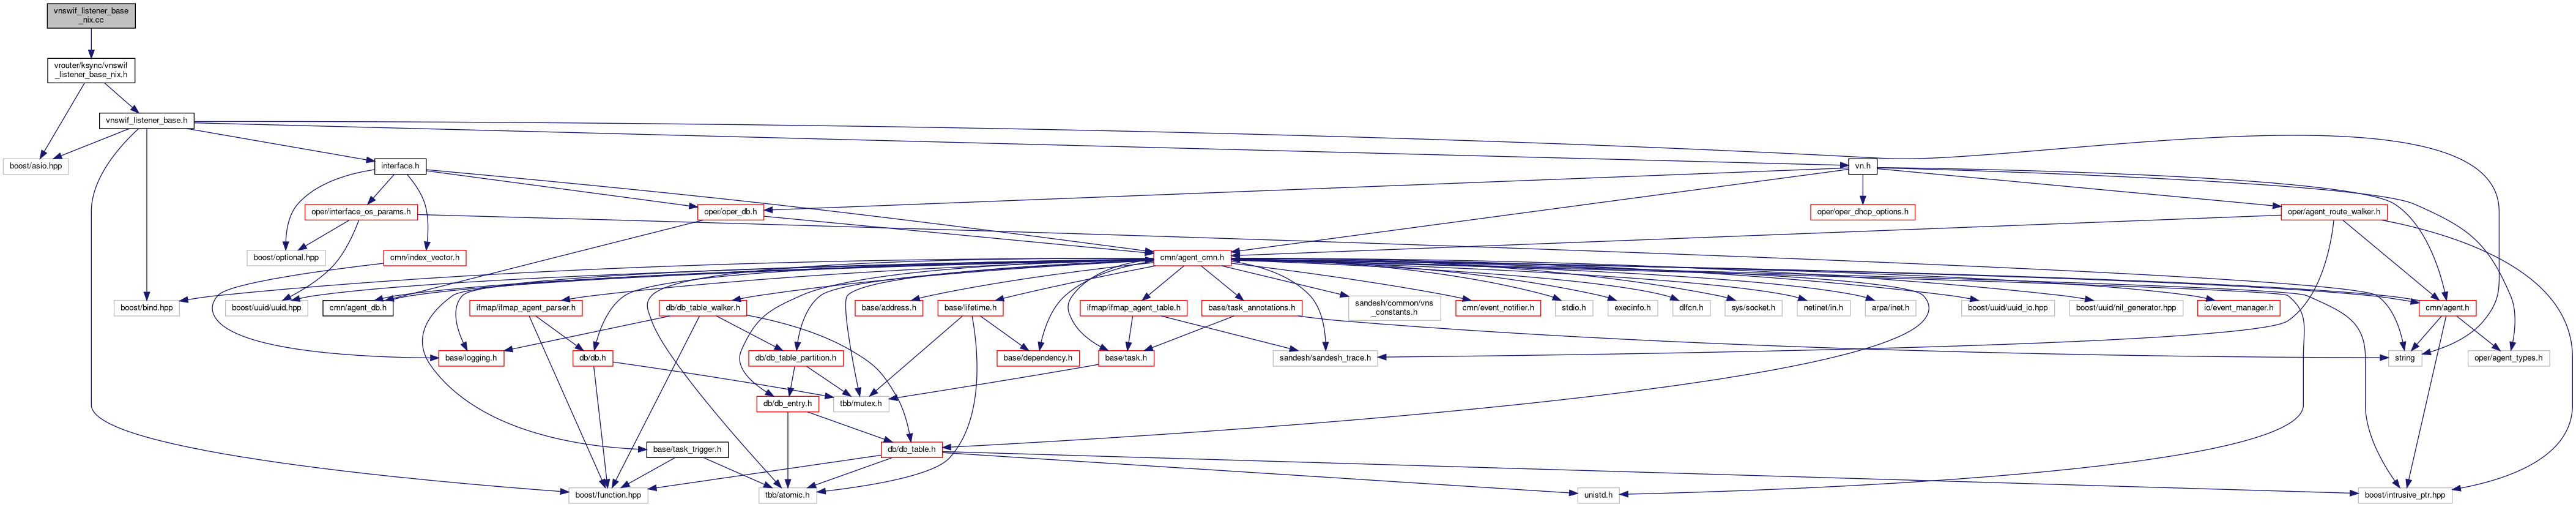 vnswif_listener_base
_nix.cc
vrouter/ksync/vnswif
_listener_base_nix.h
vnswif_listener_base.h
boost/asio.hpp
interface.h
vn.h
oper/interface_os_params.h
oper/oper_db.h
oper/oper_dhcp_options.h
oper/agent_route_walker.h
boost/optional.hpp
cmn/index_vector.h
cmn/agent_cmn.h
boost/bind.hpp
boost/uuid/uuid.hpp
cmn/agent_db.h
ifmap/ifmap_agent_parser.h
db/db_table_walker.h
base/address.h
base/lifetime.h
ifmap/ifmap_agent_table.h
base/task_annotations.h
sandesh/common/vns
_constants.h
cmn/event_notifier.h
stdio.h
execinfo.h
dlfcn.h
sys/socket.h
netinet/in.h
arpa/inet.h
boost/uuid/uuid_io.hpp
boost/uuid/nil_generator.hpp
io/event_manager.h
cmn/agent.h
base/logging.h
db/db.h
db/db_table_partition.h
base/dependency.h
base/task.h
sandesh/sandesh_trace.h
string
oper/agent_types.h
db/db_entry.h
tbb/mutex.h
base/task_trigger.h
db/db_table.h
boost/function.hpp
tbb/atomic.h
unistd.h
boost/intrusive_ptr.hpp